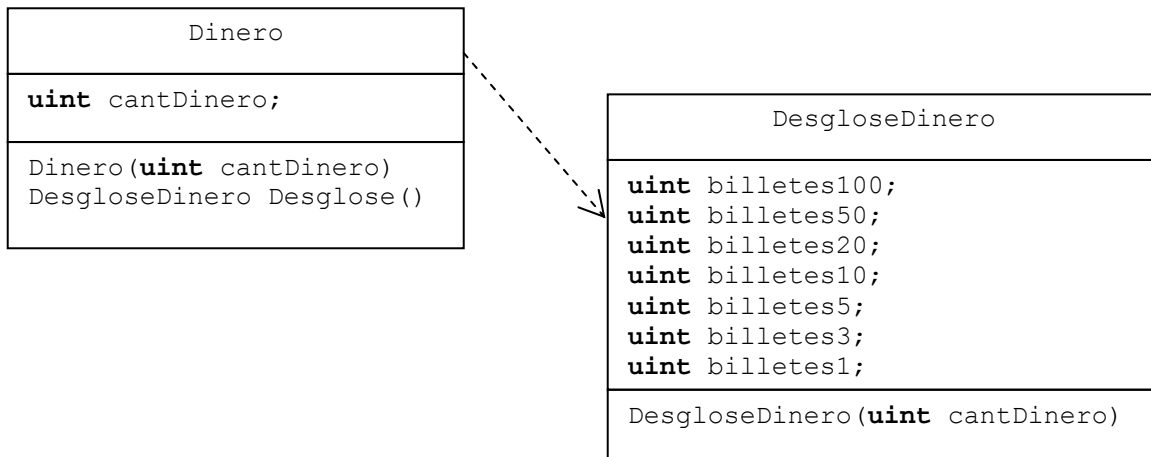 Dinero
uint cantDinero;
Dinero(uint cantDinero)
DesgloseDinero Desglose()
DesgloseDinero
uint billetes100;
uint billetes50;
uint billetes20;
uint billetes10;
uint billetes5;
uint billetes3;
uint billetes1;
DesgloseDinero(uint cantDinero)